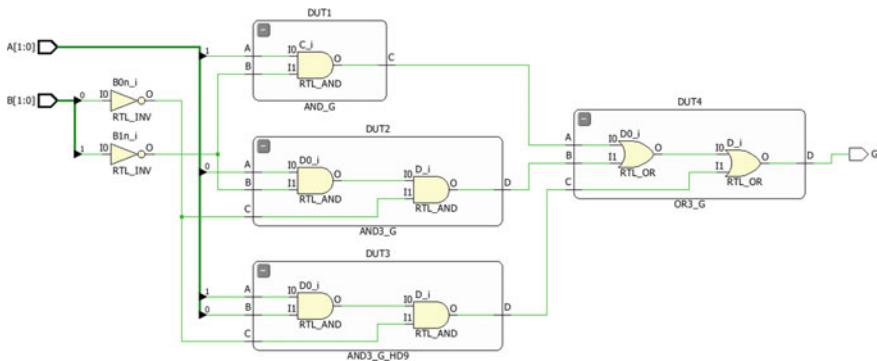 DUT1
A[1:0]
1 A I0 C_i O C
B I1
RTL_AND
AND_G
B[1:0]
0 I0 B0n_i O
RTL_INV
1 I0 B1n_i O
RTL_INV
DUT2
0 A I0 D0_i O I0 D_i O D
B I1 I1
RTL_AND RTL_AND
C
AND3_G
DUT3
1 A I0 D0_i O I0 D_i O D
0 B I1 I1
RTL_AND RTL_AND
C
AND3_G_HD9
DUT4
A I0 D0_i O I0 D_i O D G
B I1 I1
RTL_OR RTL_OR
C
OR3_G